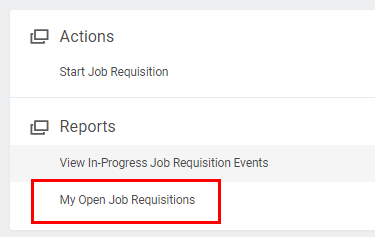 Actions
Start Job Requisition
Reports
View In-Progress Job Requisition Events
My Open Job Requisitions